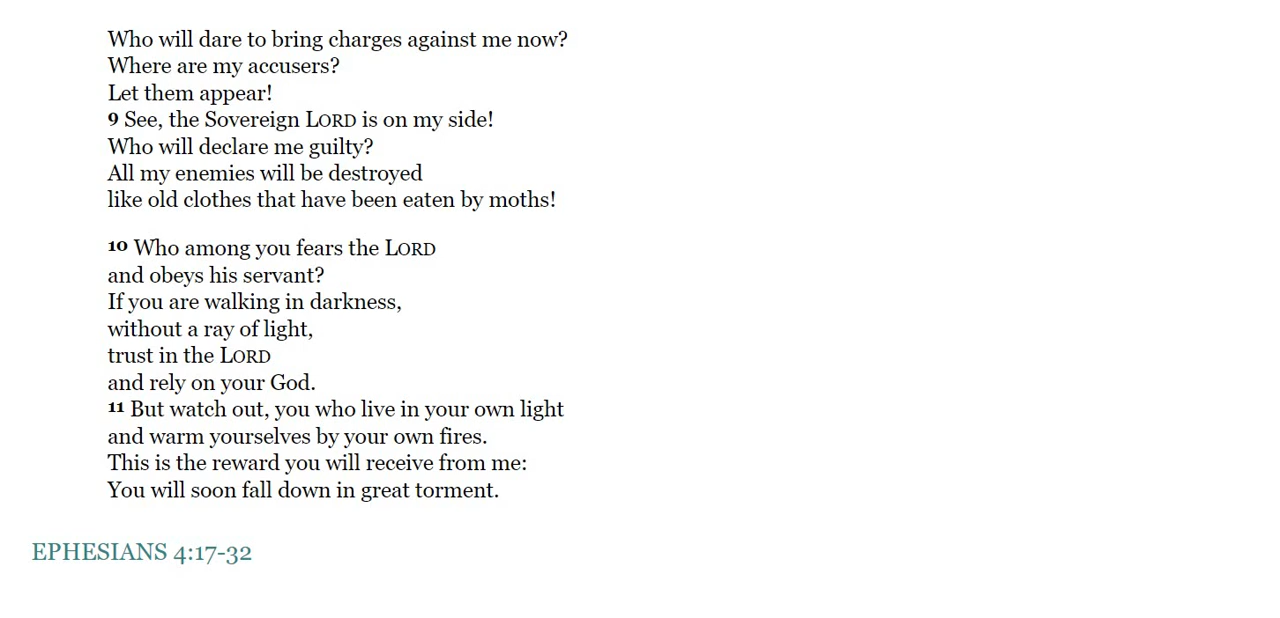 Who will dare to bring charges against me now?
Where are my accusers?
Let them appear!
9 See, the Sovereign LORD is on my side!
Who will declare me guilty?
All my enemies will be destroyed
like old clothes that have been eaten by moths!
10 Who among you fears the LORD
and obeys his servant?
If you are walking in darkness,
without a ray of light,
trust in the LORD
and rely on your God.
11 But watch out, you who live in your own light
and warm yourselves by your own fires.
This is the reward you will receive from me:
You will soon fall down in great torment.
EPHESIANS 4:17-32